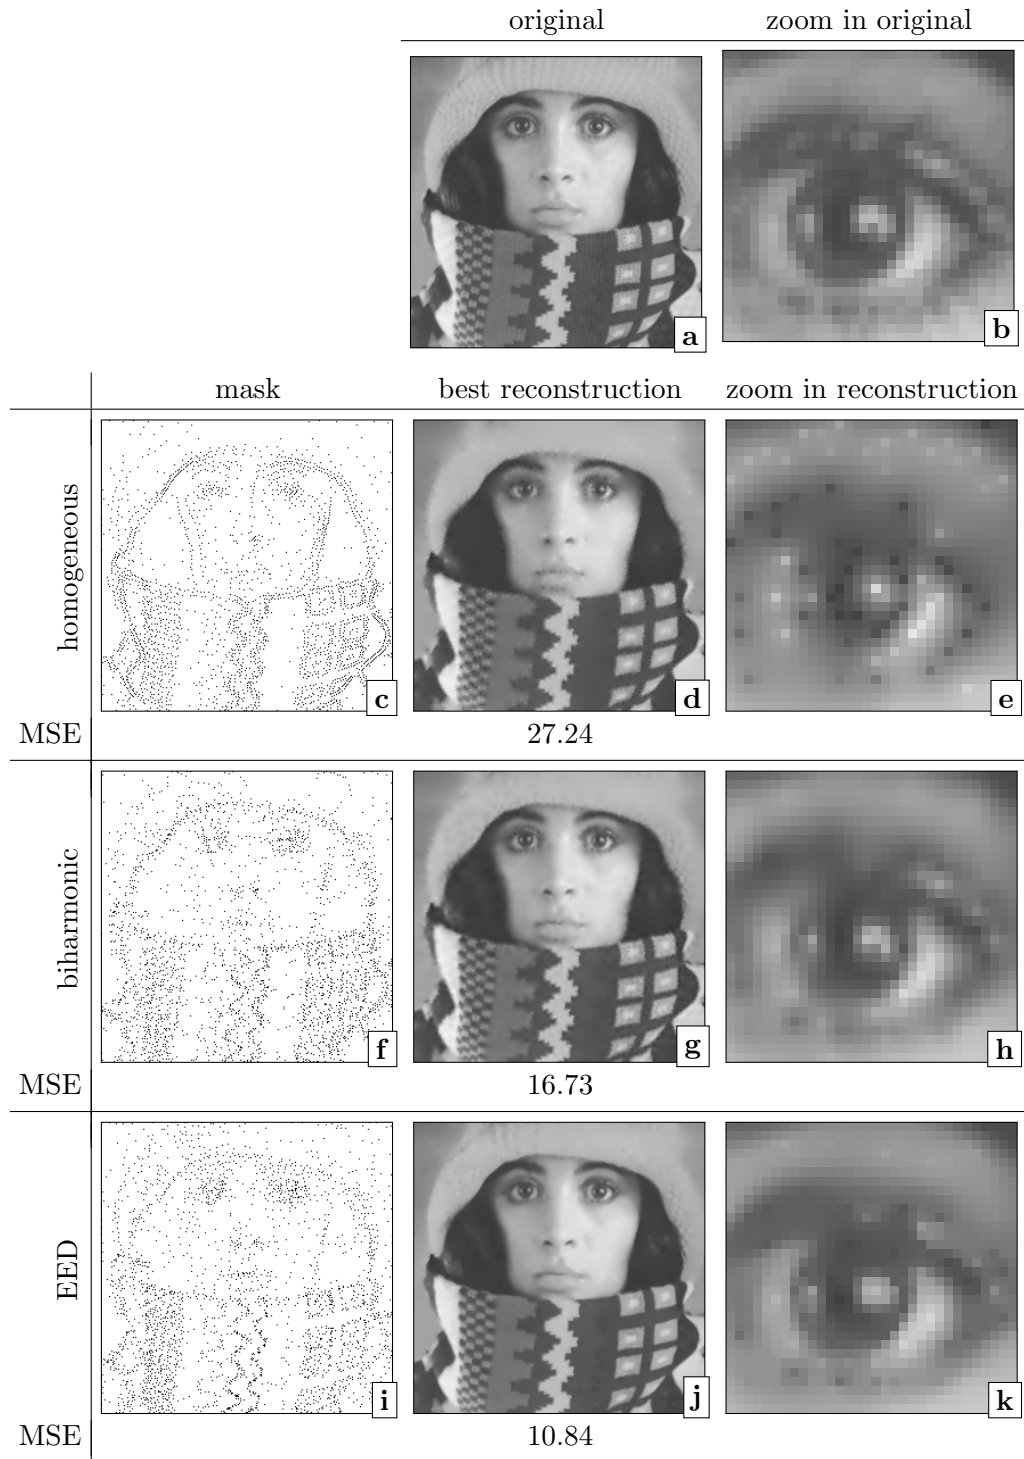 original zoom in original
a b
mask best reconstruction zoom in reconstruction
homogeneous
c d e
MSE 27.24
biharmonic
f g h
MSE 16.73
EED
i j k
MSE 10.84